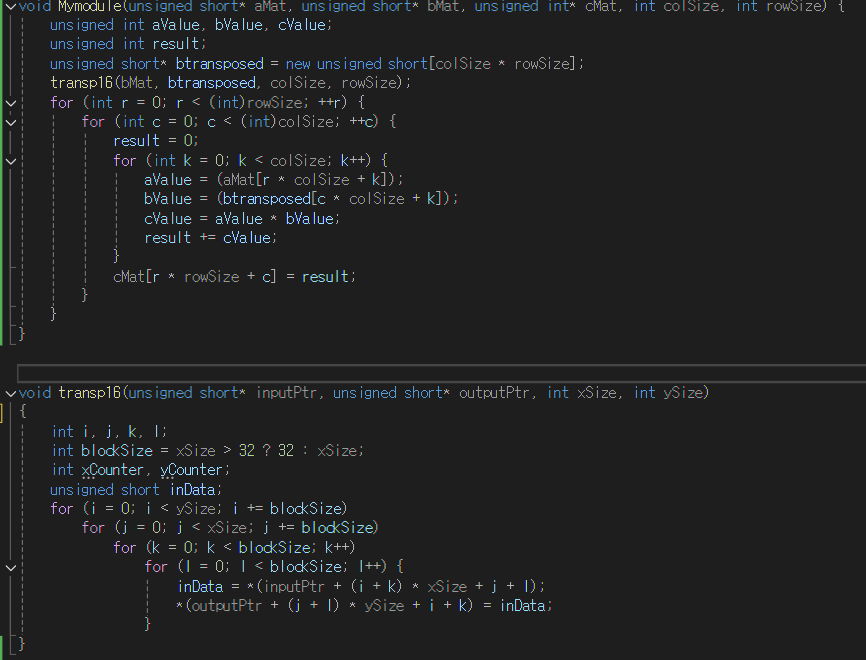 void Mymodule(unsigned short* aMat, unsigned short* bMat, unsigned int* cMat, int colSize, int rowSize) {
unsigned int aValue, bValue, cValue;
unsigned int result;
unsigned short* btransposed = new unsigned short[colSize * rowSize];
transp16(bMat, btransposed, colSize, rowSize);
for (int r = 0; r < (int)rowSize; ++r) {
for (int c = 0; c < (int)colSize; ++c) {
result = 0;
for (int k = 0; k < colSize; k++) {
aValue = (aMat[r * colSize + k]);
bValue = (btransposed[c * colSize + k]);
cValue = aValue * bValue;
result += cValue;
}
cMat[r * rowSize + c] = result;
}
}
}
void transp16(unsigned short* inputPtr, unsigned short* outputPtr, int xSize, int ySize)
{
int i, j, k, l;
int blockSize = xSize > 32 ? 32 : xSize;
int xCounter, yCounter;
unsigned short inData;
for (i = 0; i < ySize; i += blockSize)
for (j = 0; j < xSize; j += blockSize)
for (k = 0; k < blockSize; k++)
for (l = 0; l < blockSize; l++) {
inData = *(inputPtr + (i + k) * xSize + j + l);
*(outputPtr + (j + l) * ySize + i + k) = inData;
}
}